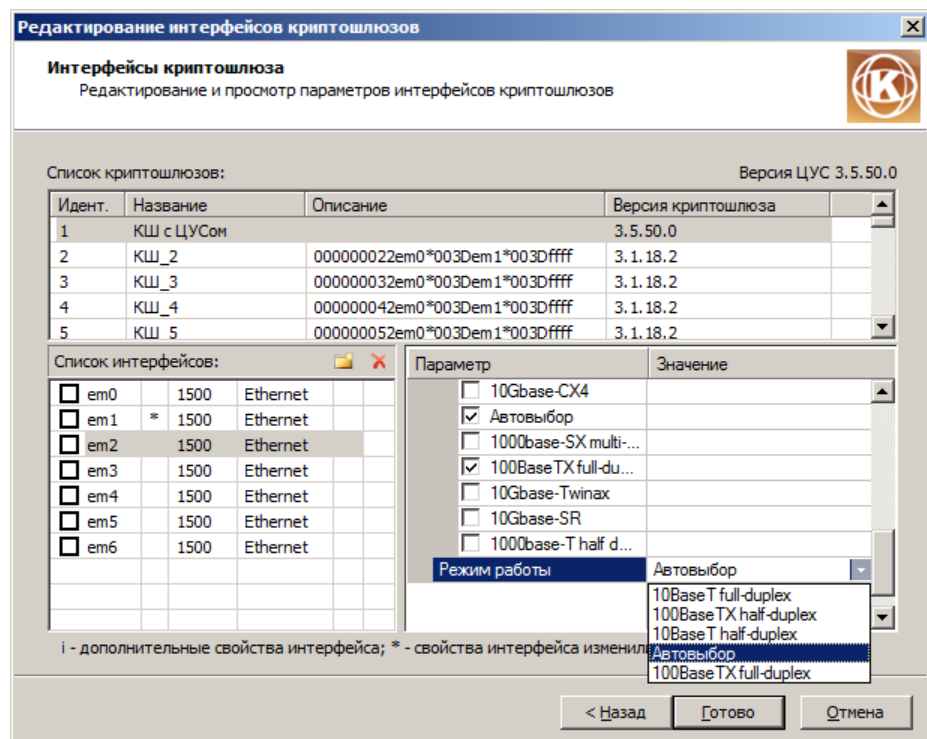 Редактирование интерфейсов криптошлюзов
Интерфейсы криптошлюза
Редактирование и просмотр параметров интерфейсов криптошлюзов
K
Список криптошлюзов: Версия ЦУС 3.5.50.0
Идент. Название Описание Версия криптошлюза
1 КШ с ЦУСом 3.5.50.0
2 КШ_2 000000022em0*003Dem1*003Dffff 3.1.18.2
3 КШ_3 000000032em0*003Dem1*003Dffff 3.1.18.2
4 КШ_4 000000042em0*003Dem1*003Dffff 3.1.18.2
5 КШ_5 000000052em0*003Dem1*003Dffff 3.1.18.2
Список интерфейсов: Параметр Значение
em0 1500 Ethernet 10Gbase-CX4
em1 * 1500 Ethernet Автовыбор
em2 1500 Ethernet 1000base-SX multi-...
em3 1500 Ethernet 100BaseTX full-du...
em4 1500 Ethernet 10Gbase-Twinax
em5 1500 Ethernet 10Gbase-SR
em6 1500 Ethernet 1000base-T half d...
Режим работы Автовыбор
10BaseT full-duplex
100BaseTX half-duplex
10BaseT half-duplex
Автовыбор
100BaseTX full-duplex
i - дополнительные свойства интерфейса; * - свойства интерфейса
< Назад Готово Отмена